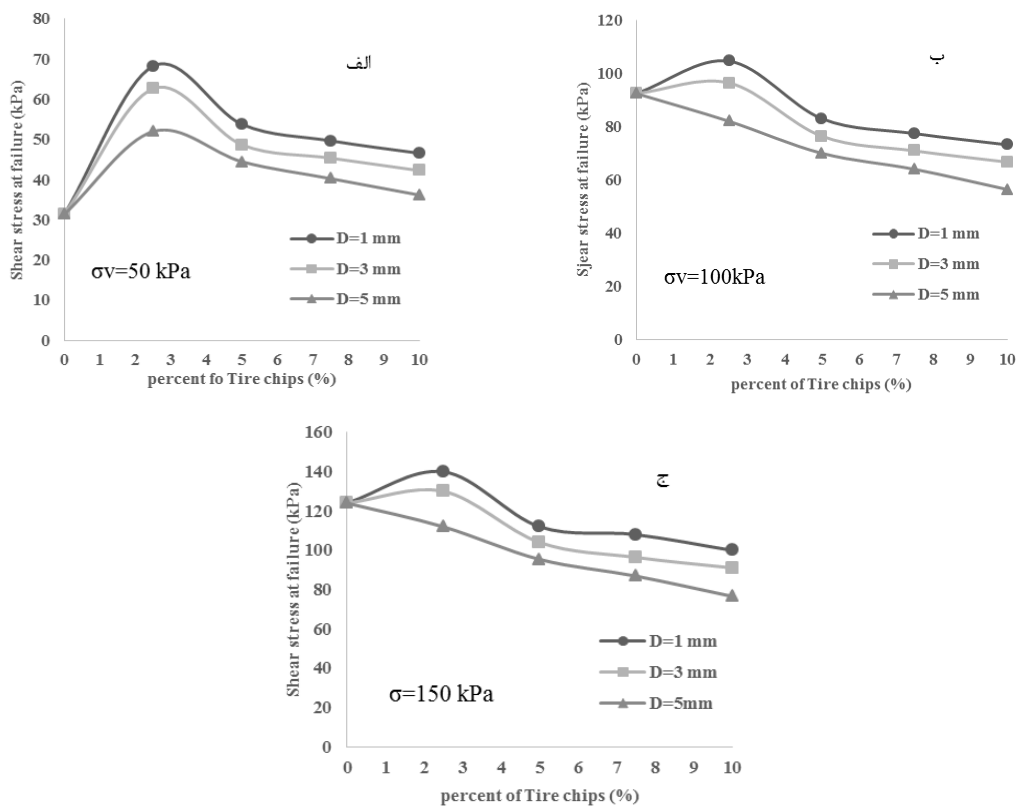 الف
80
70
60
50
40
30
20
10
0
Shear stress at failure (kPa)
D=1 mm
D=3 mm
D=5 mm
σv=50 kPa
0 1 2 3 4 5 6 7 8 9 10
percent fo Tire chips (%)
ب
120
100
80
60
40
20
0
Sjear stress at failure (kPa)
D=1 mm
D=3 mm
D=5 mm
σv=100kPa
0 1 2 3 4 5 6 7 8 9 10
percent of Tire chips (%)
ج
160
140
120
100
80
60
40
20
0
Shear stress at failure (kPa)
D=1 mm
D=3 mm
D=5mm
σ=150 kPa
0 1 2 3 4 5 6 7 8 9 10
percent of Tire chips (%)